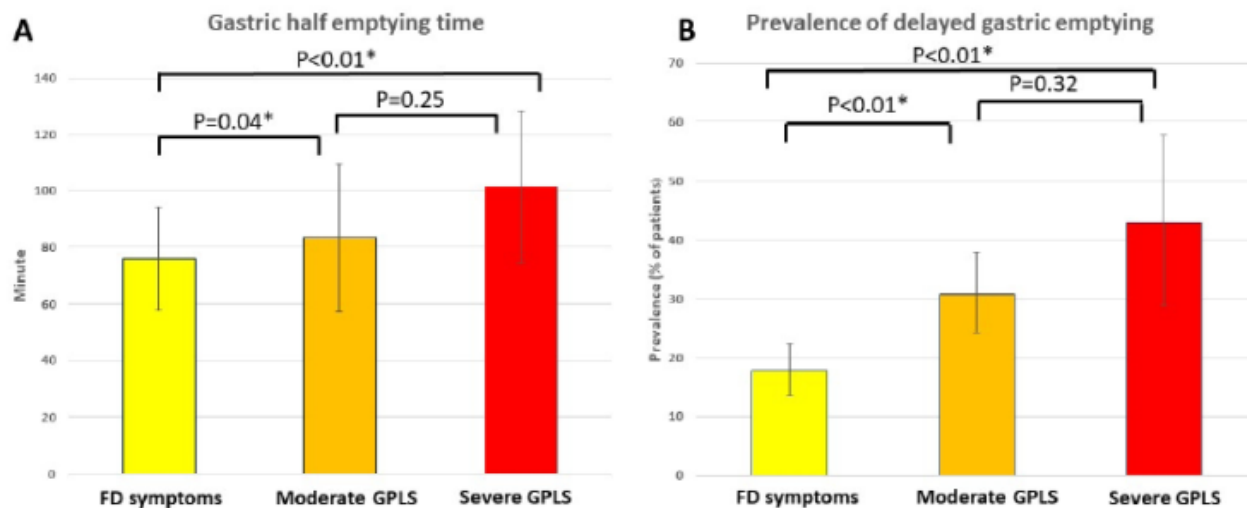 A
Gastric half emptying time
P<0.01*
P=0.25
P=0.04*
140
120
100
80
60
40
20
0
Minute
FD symptoms
Moderate GPLS
Severe GPLS
B
Prevalence of delayed gastric emptying
P<0.01*
P=0.32
P<0.01*
70
60
50
40
30
20
10
0
Prevalence (% of patients)
FD symptoms
Moderate GPLS
Severe GPLS